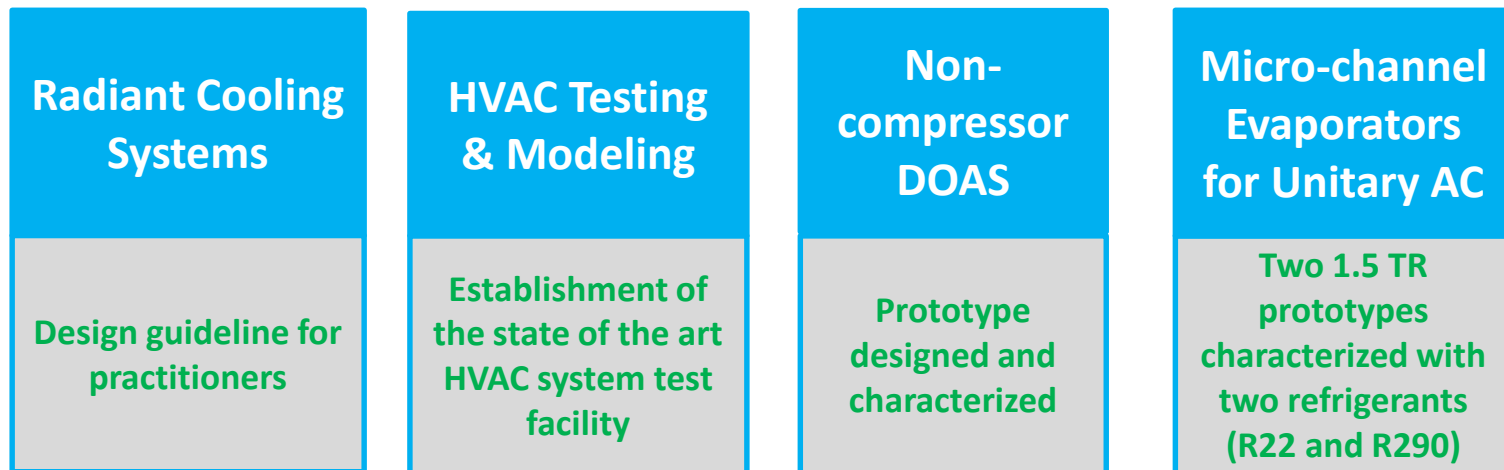 Radiant Cooling
Systems
Design guideline for
practitioners
HVAC Testing
& Modeling
Establishment of
the state of the art
HVAC system test
facility
Non-
compressor
DOAS
Prototype
designed and
characterized
Micro-channel
Evaporators
for Unitary AC
Two 1.5 TR
prototypes
characterized with
two refrigerants
(R22 and R290)